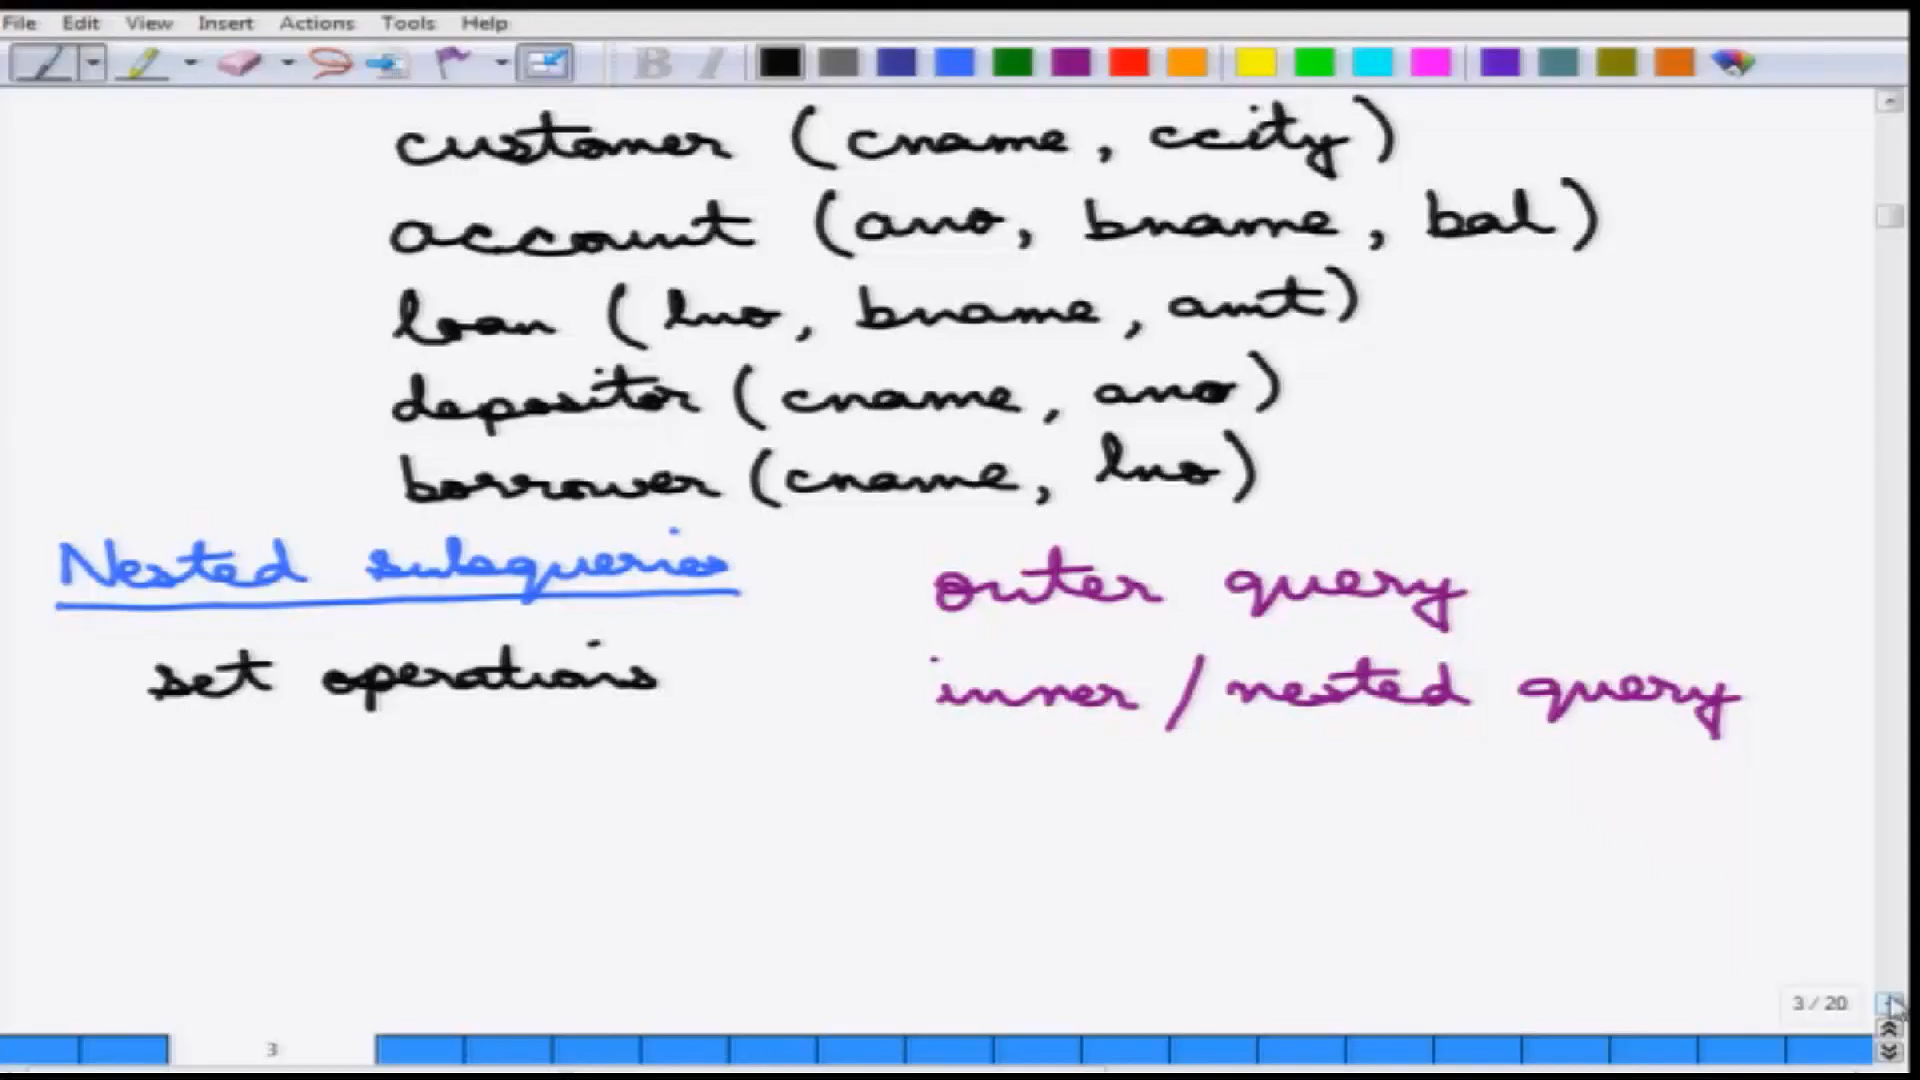 File Edit View Insert Actions Tools Help
B I
customer (cname, ccity)
account (ano, bname, bal)
loan (lno, bname, amt)
depositor (cname, ano)
borrower (cname, lno)
Nested subqueries
set operations
outer query
inner / nested query
3 / 20
3